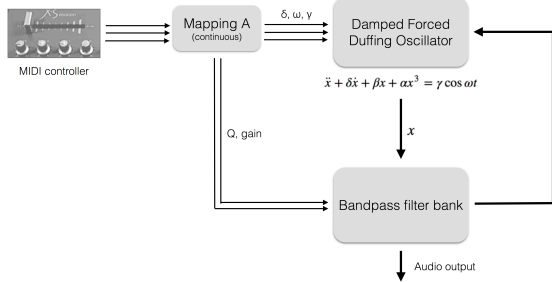 MIDI controller
Mapping A
(continuous)
δ, ω, γ
Damped Forced
Duffing Oscillator
ẍ + δẋ + βx + αx³ = γ cos ωt
x
Q, gain
Bandpass filter bank
Audio output